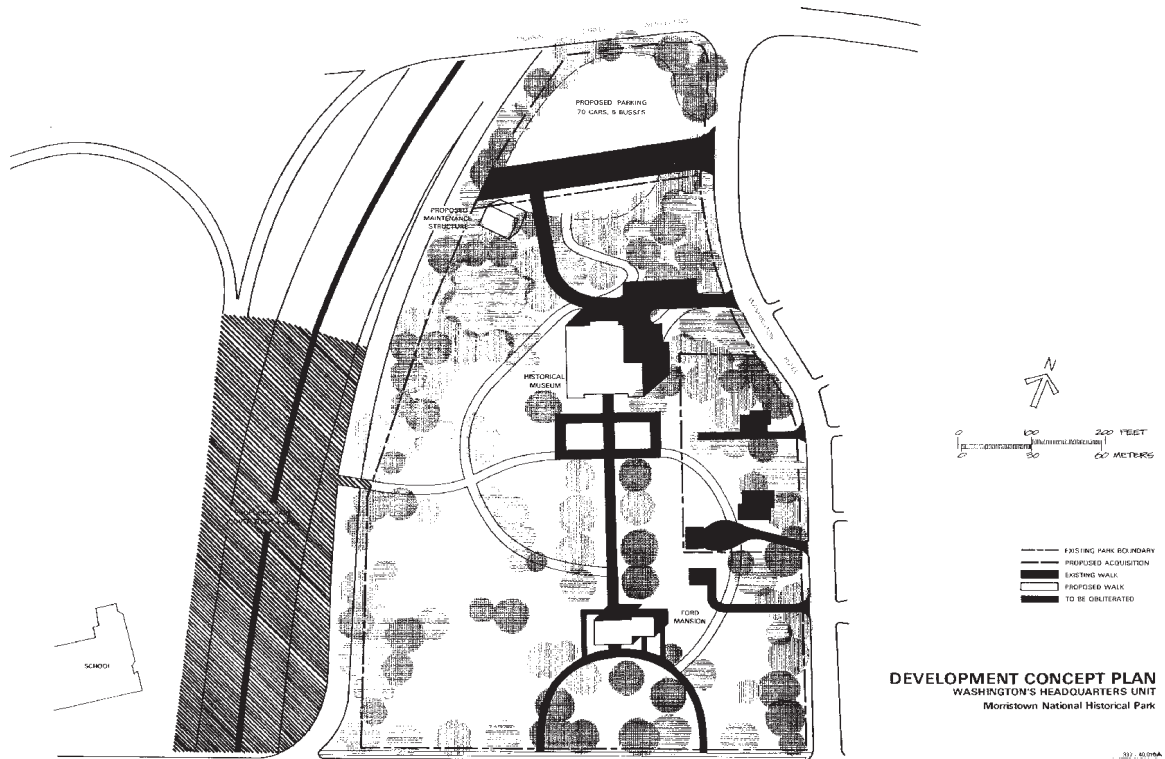 PROPOSED PARKING
70 CARS, 6 BUSSES
PROPOSED
MAINTENANCE
STRUCTURE
HISTORICAL
MUSEUM
FORD
MANSION
SCHOOL
N
0 100 200 FEET
0 30 60 METERS
EXISTING PARK BOUNDARY
PROPOSED ACQUISITION
EXISTING WALK
PROPOSED WALK
TO BE OBLITERATED
DEVELOPMENT CONCEPT PLAN
WASHINGTON'S HEADQUARTERS UNIT
Morristown National Historical Park